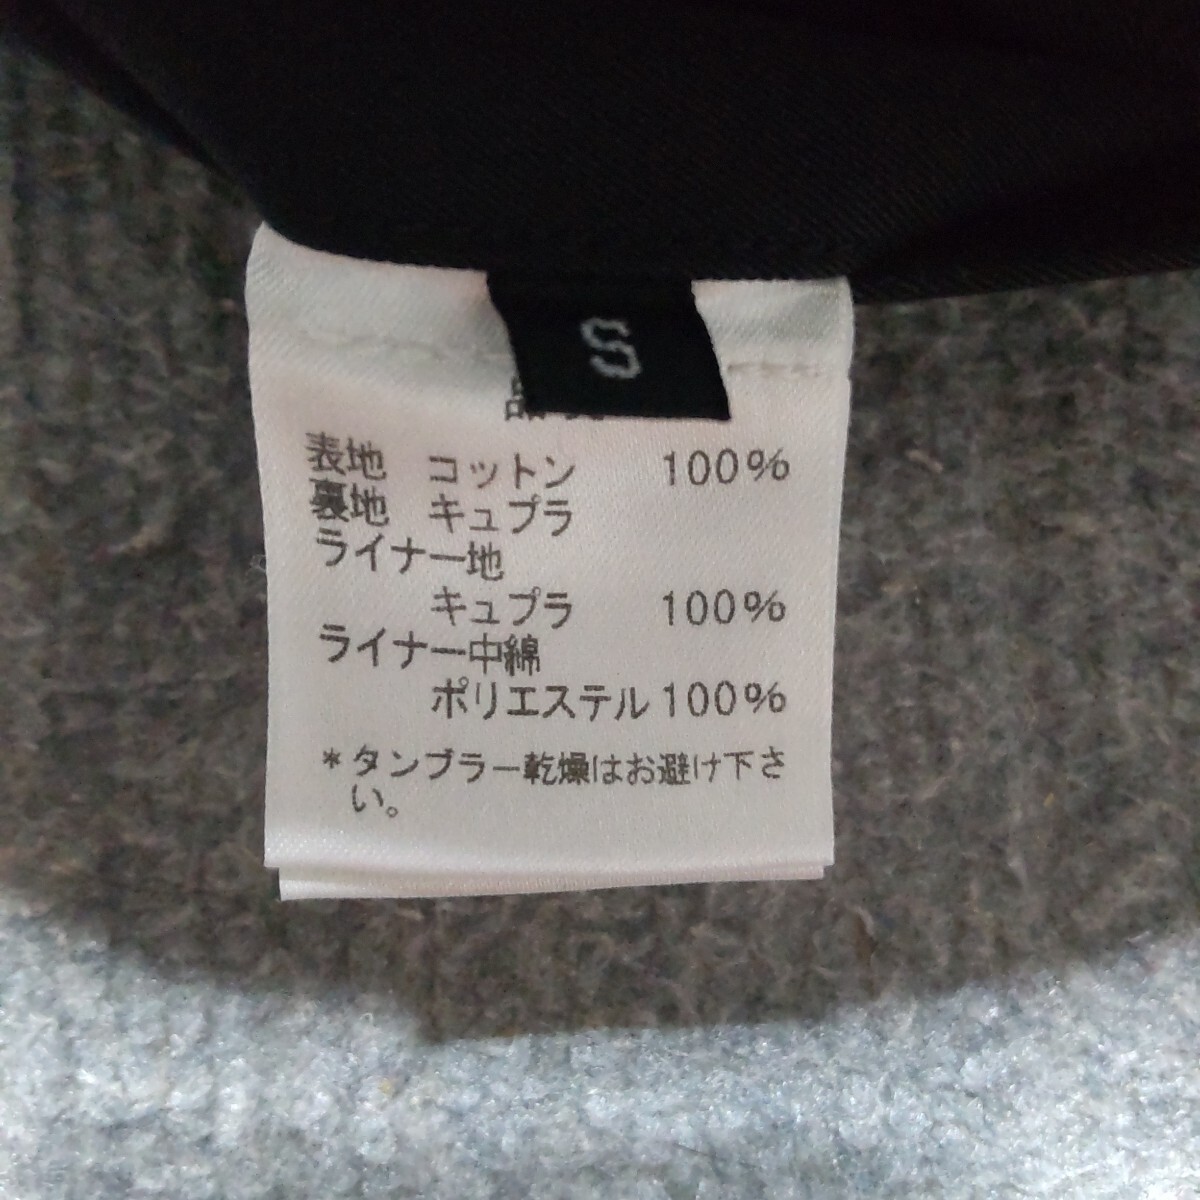 S
表地 コットン 100%
裏地 キュプラ
ライナー地
キュプラ 100%
ライナー中綿
ポリエステル 100%
*タンブラー乾燥はお避け下さ
い。